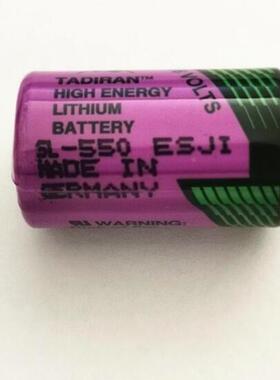 TADIRAN™
HIGH ENERGY
LITHIUM
BATTERY
VOLTS
SL-550 ESJI
MADE IN
GERMANY
WARNING: